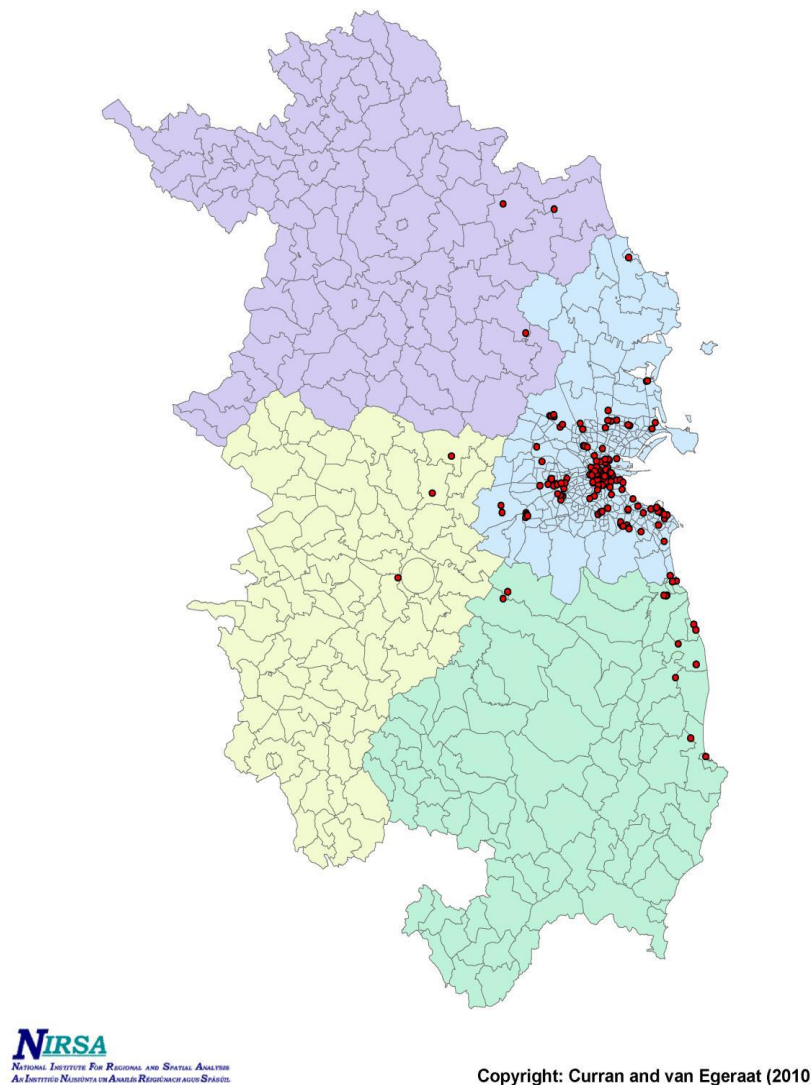 NIRSA
NATIONAL INSTITUTE FOR REGIONAL AND SPATIAL ANALYSIS
AN INSTITIÚID NÁISIÚNTA UM ANAILÍS RÉIGIÚNACH AGUS SPÁSÚIL
Copyright: Curran and van Egeraat (2010